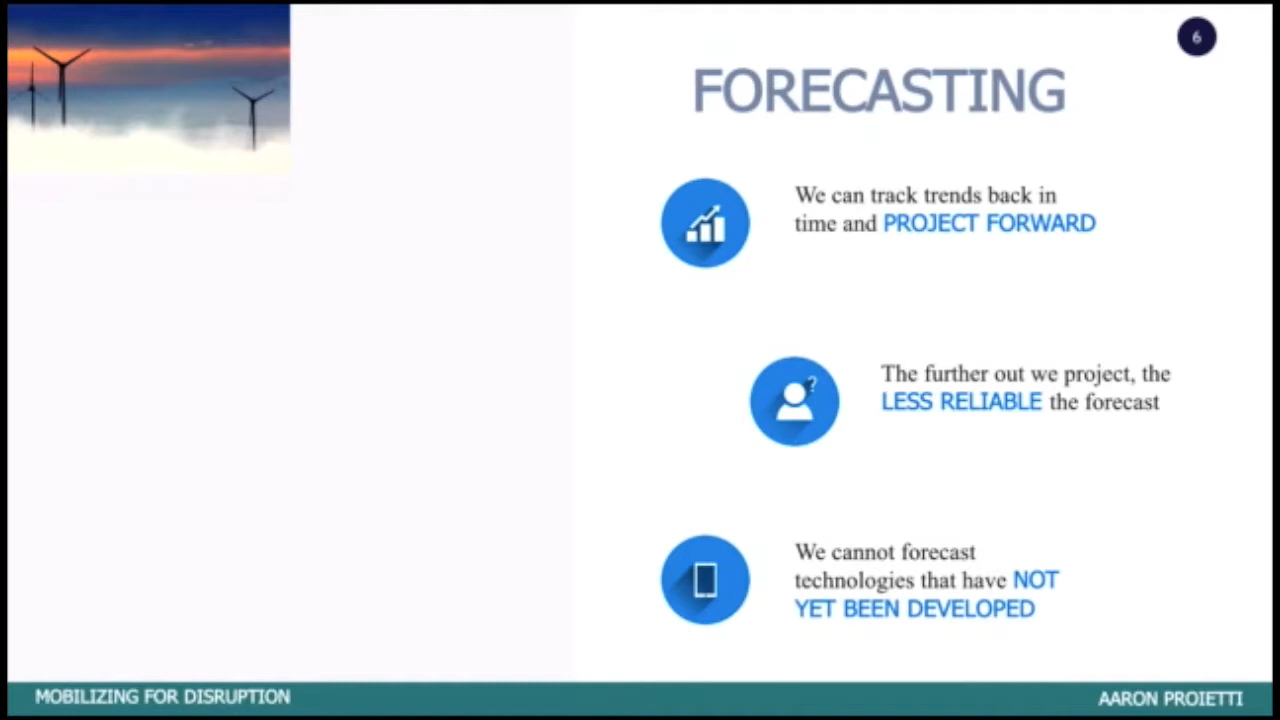 6
FORECASTING
We can track trends back in
time and PROJECT FORWARD
?
The further out we project, the
LESS RELIABLE the forecast
We cannot forecast
technologies that have NOT
YET BEEN DEVELOPED
MOBILIZING FOR DISRUPTION
AARON PROIETTI